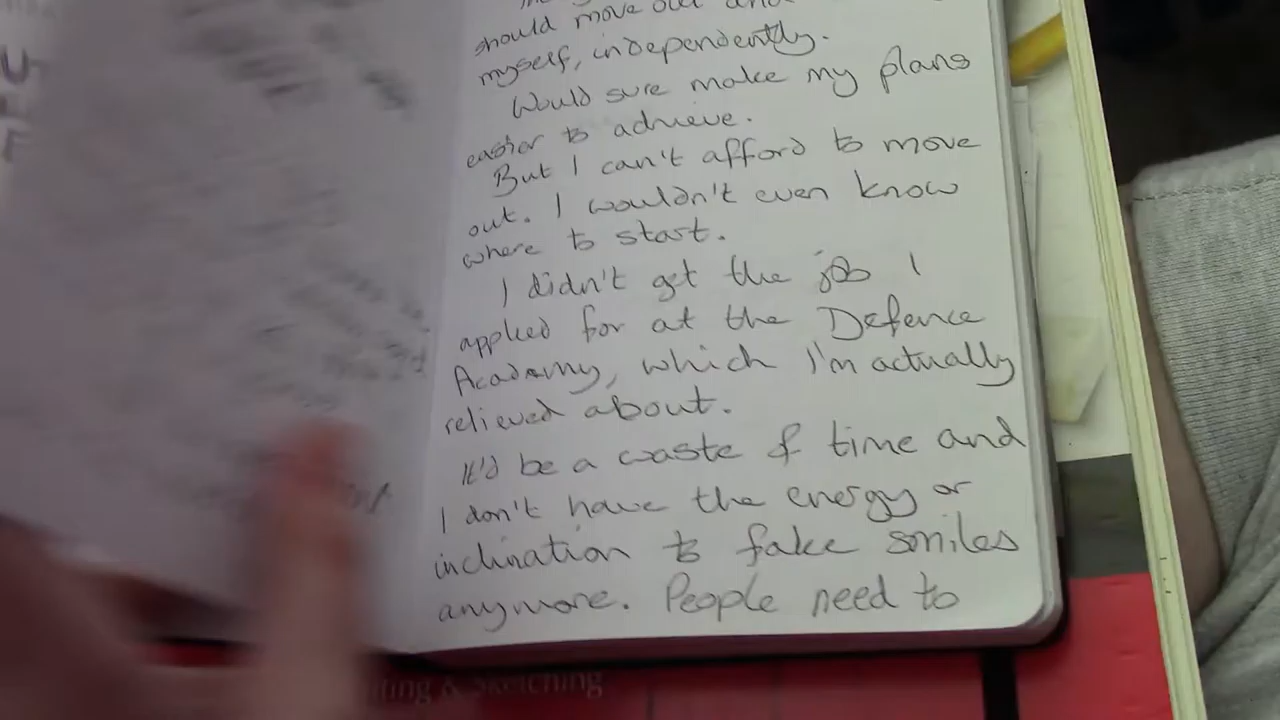 should move out and
myself, independently.
Would sure make my plans
easier to achieve.
But I can't afford to move
out. I wouldn't even know
where to start.
I didn't get the job I
applied for at the Defence
Academy, which I'm actually
relieved about.
It'd be a waste of time and
I don't have the energy or
inclination to fake smiles
anymore. People need to
& Sketching